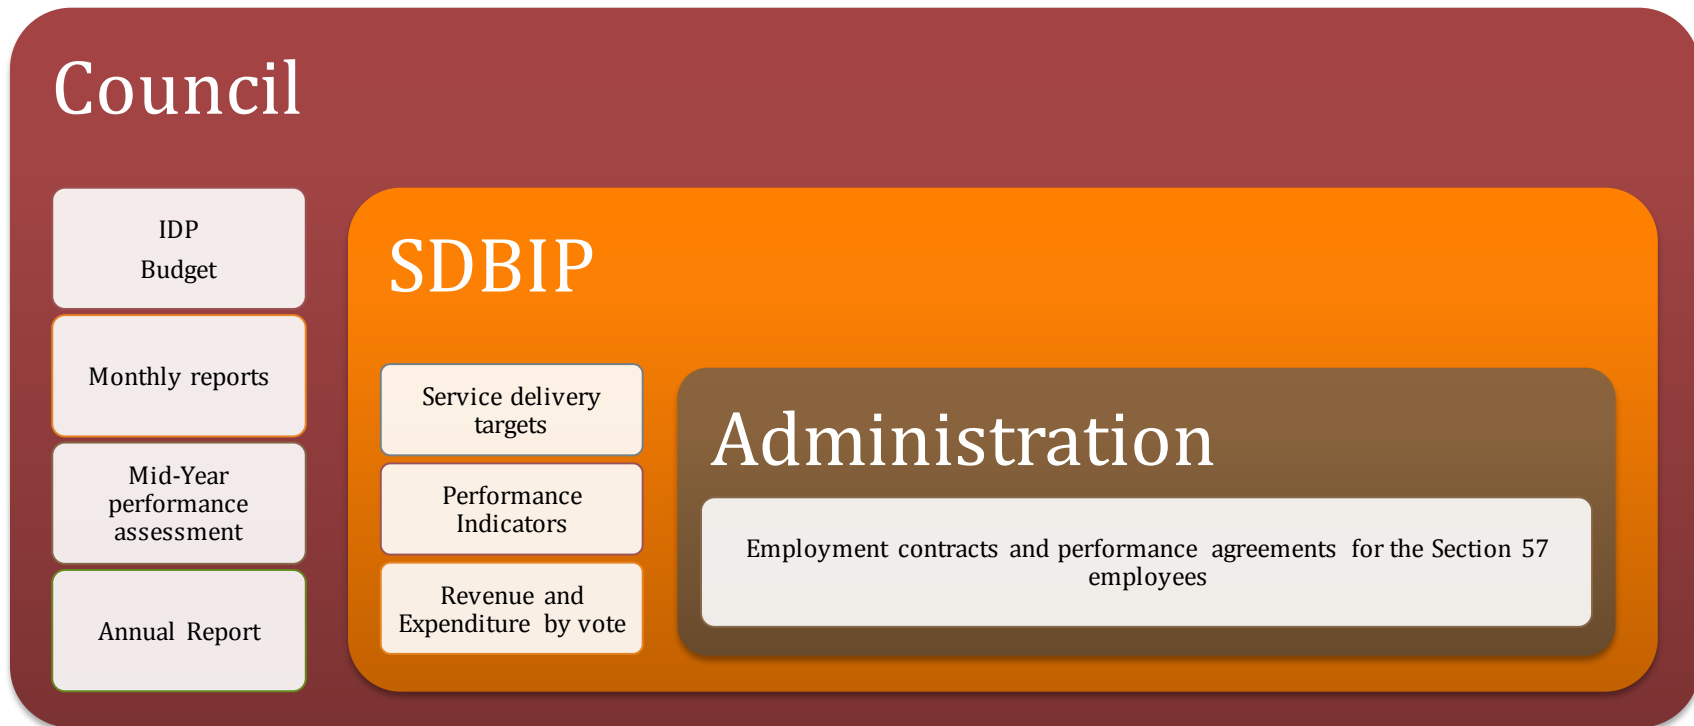 Council
IDP
Budget
Monthly reports
Mid-Year
performance
assessment
Annual Report
SDBIP
Service delivery
targets
Performance
Indicators
Revenue and
Expenditure by vote
Administration
Employment contracts and performance agreements for the Section 57
employees